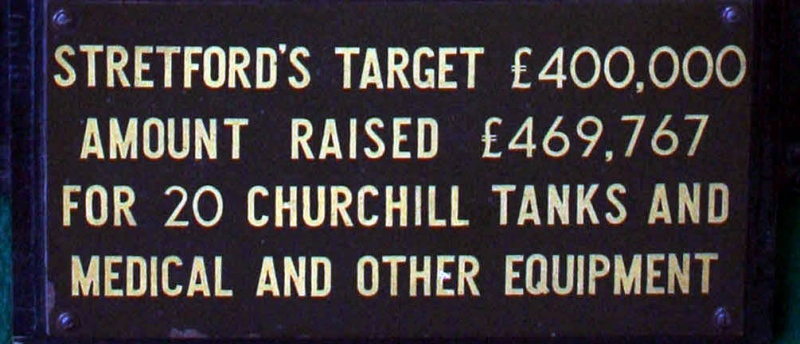 STRETFORD'S TARGET £400,000
AMOUNT RAISED £469,767
FOR 20 CHURCHILL TANKS AND
MEDICAL AND OTHER EQUIPMENT